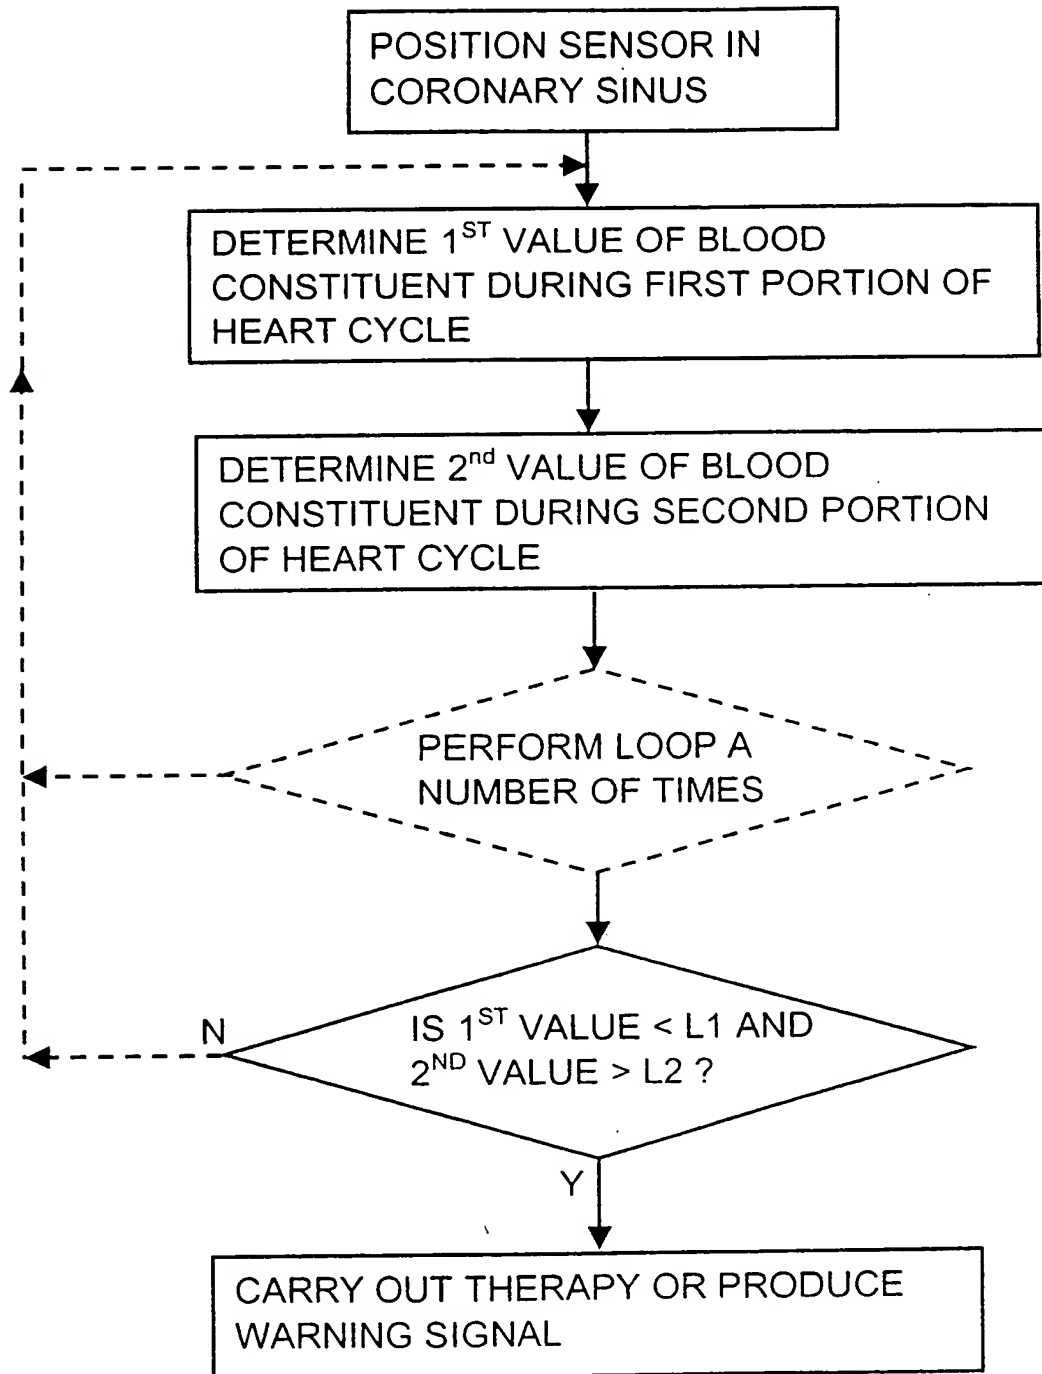 POSITION SENSOR IN
CORONARY SINUS
DETERMINE 1ST VALUE OF BLOOD
CONSTITUENT DURING FIRST PORTION OF
HEART CYCLE
DETERMINE 2nd VALUE OF BLOOD
CONSTITUENT DURING SECOND PORTION
OF HEART CYCLE
PERFORM LOOP A
NUMBER OF TIMES
N
IS 1ST VALUE < L1 AND
2ND VALUE > L2 ?
Y
CARRY OUT THERAPY OR PRODUCE
WARNING SIGNAL